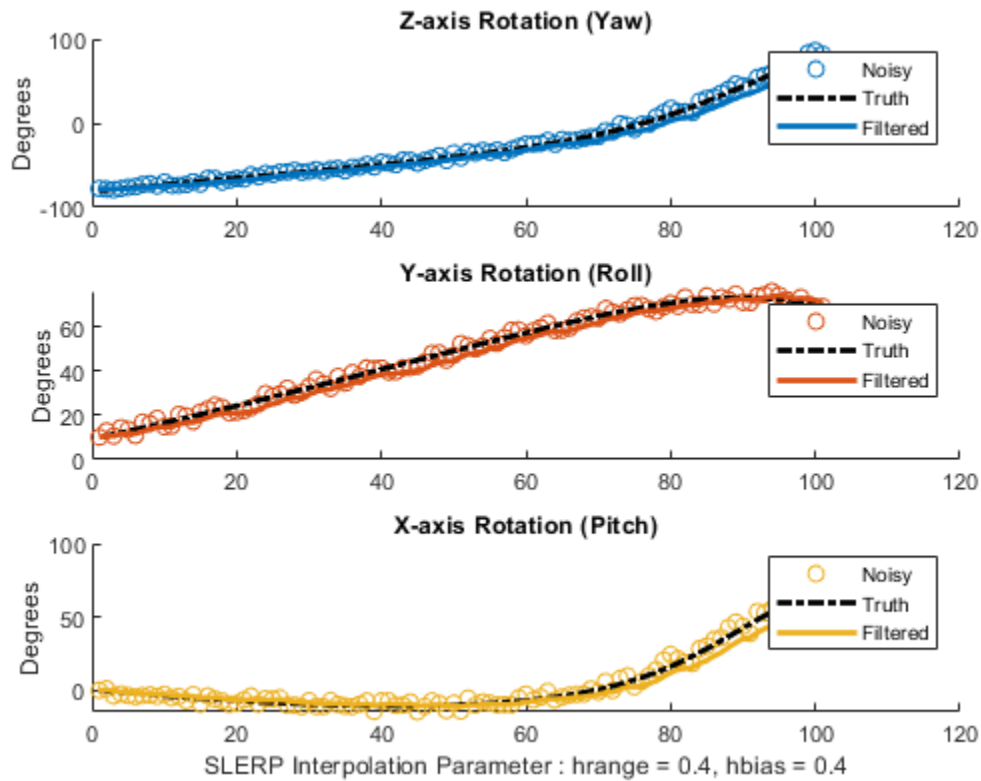 Z-axis Rotation (Yaw)
100
0
-100
Degrees
0 20 40 60 80 100 120
Noisy
Truth
Filtered
Y-axis Rotation (Roll)
60
40
20
0
Degrees
0 20 40 60 80 100 120
Noisy
Truth
Filtered
X-axis Rotation (Pitch)
100
50
0
Degrees
0 20 40 60 80 100 120
Noisy
Truth
Filtered
SLERP Interpolation Parameter : hrange = 0.4, hbias = 0.4